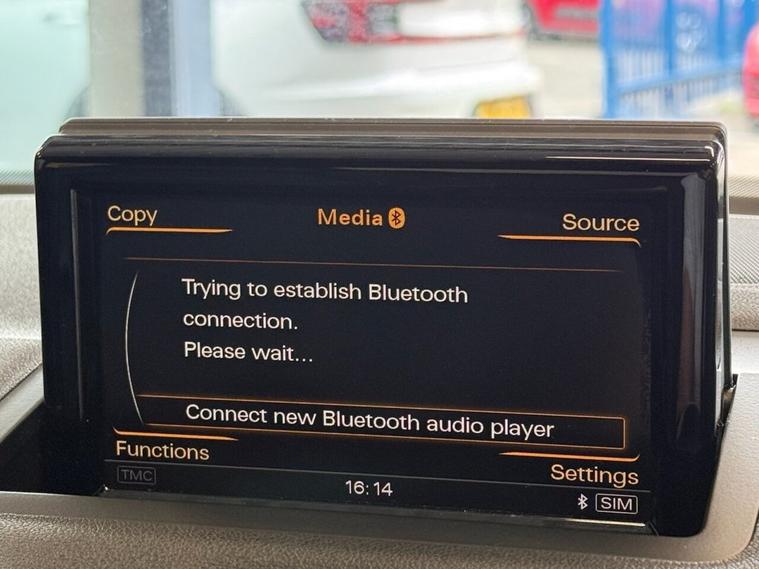 Copy
Media
Source
Trying to establish Bluetooth
connection.
Please wait...
Connect new Bluetooth audio player
Functions
Settings
TMC
16:14
SIM